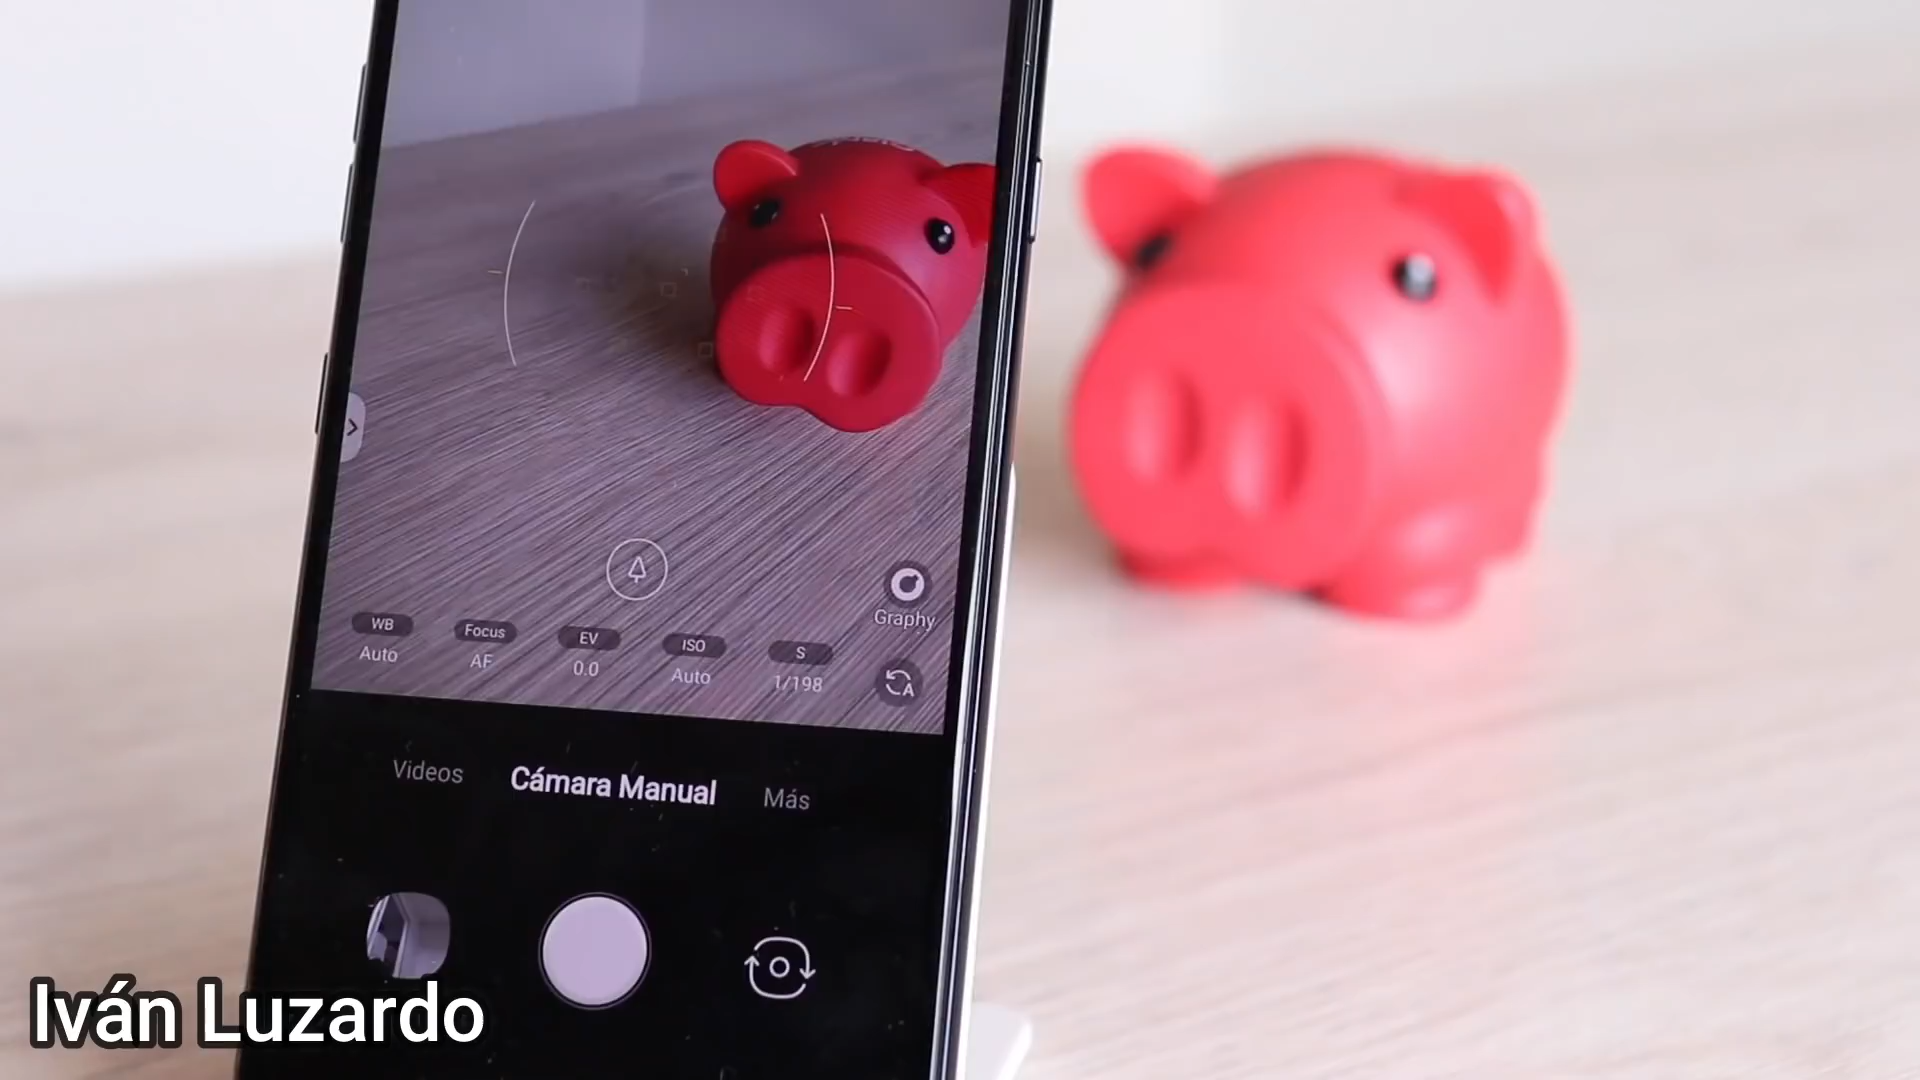 Graphy
WB
Focus
EV
ISO
S
Auto
AF
0.0
Auto
1/198
A
Videos
Cámara Manual
Más
Iván Luzardo